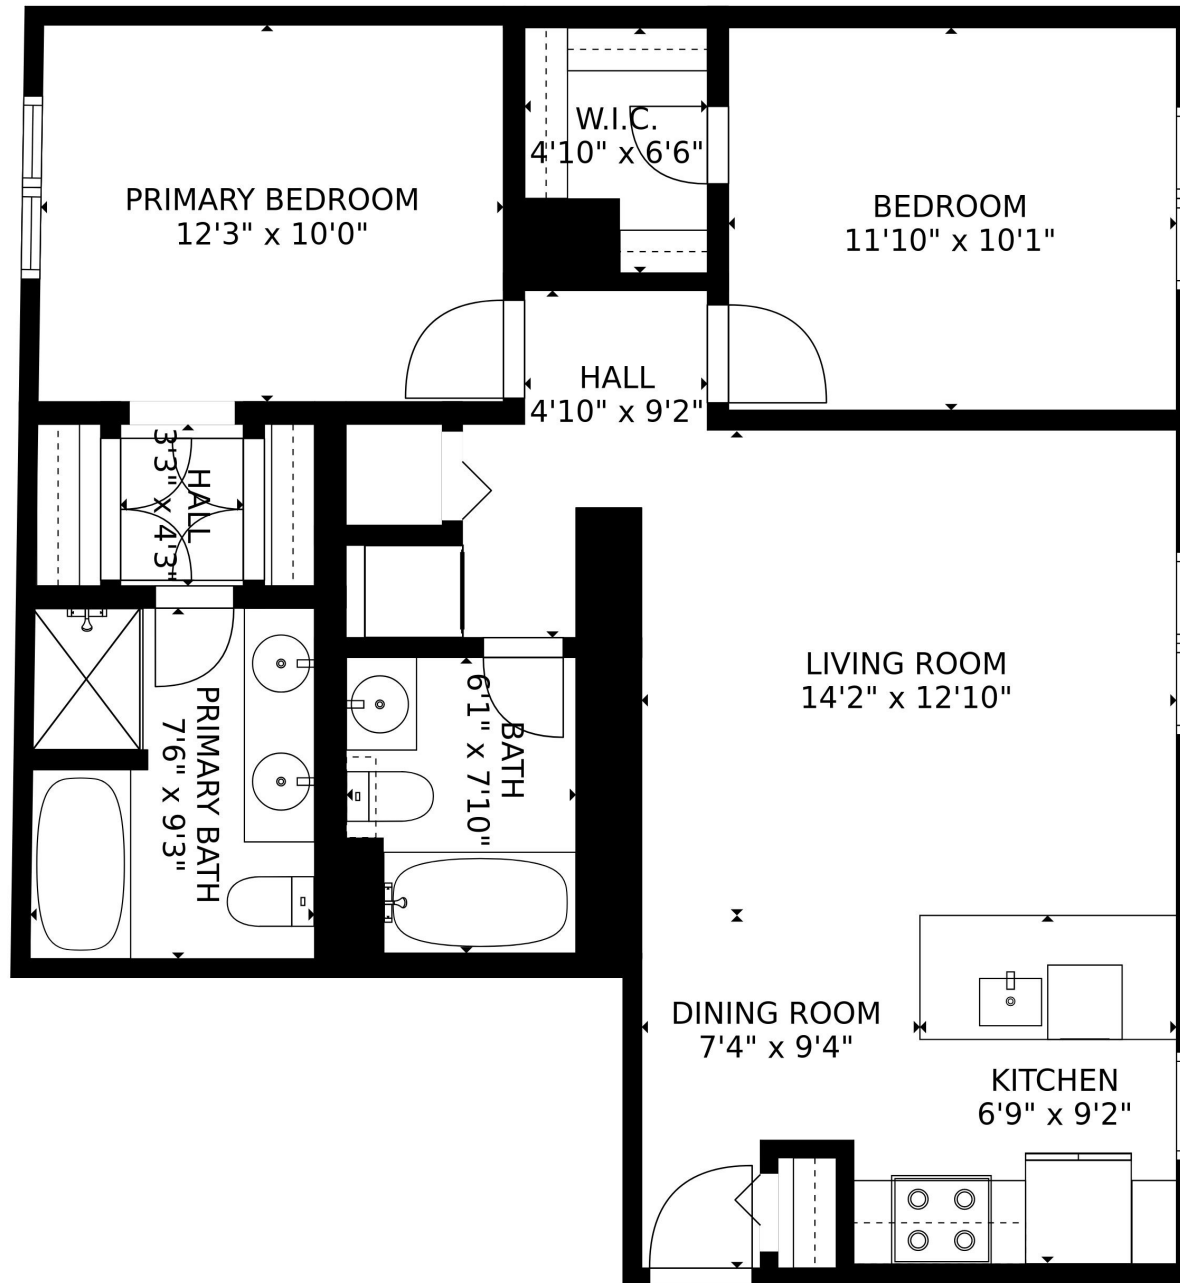 W.I.C.
4'10" x 6'6"
PRIMARY BEDROOM
12'3" x 10'0"
BEDROOM
11'10" x 10'1"
HALL
4'10" x 9'2"
HALL
3'3" x 4'3"
LIVING ROOM
14'2" x 12'10"
PRIMARY BATH
7'6" x 9'3"
BATH
6'1" x 7'10"
DINING ROOM
7'4" x 9'4"
KITCHEN
6'9" x 9'2"